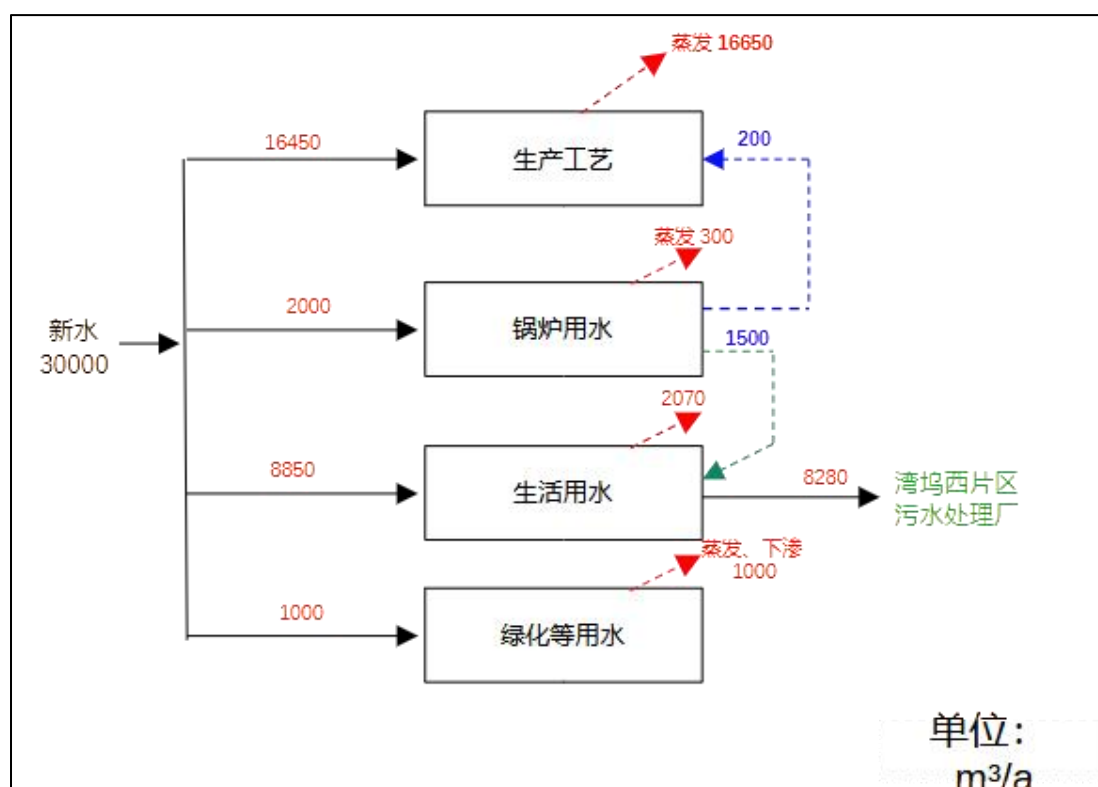 蒸发 16650
16450
生产工艺
200
蒸发 300
2000
锅炉用水
新水
30000
1500
2070
8850
生活用水
8280
湾坞西片区
污水处理厂
蒸发、下渗
1000
1000
绿化等用水
单位：
m³/a